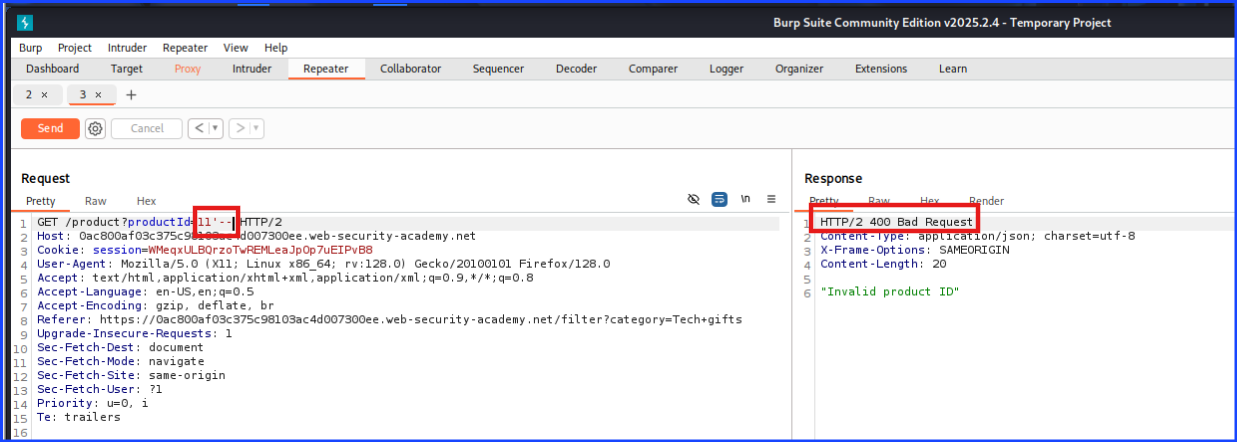 Burp Suite Community Edition v2025.2.4 - Temporary Project
Burp Project Intruder Repeater View Help
Dashboard Target Proxy Intruder Repeater Collaborator Sequencer Decoder Comparer Logger Organizer Extensions Learn
2 × 3 × +
Send Cancel < >
Request
Pretty Raw Hex \n
1 GET /product?productId=11'-- HTTP/2
2 Host: 0ac800af03c375c98103ac4d007300ee.web-security-academy.net
3 Cookie: session=WMeqxULBQrzoTwREMLeaJpOp7uEIPvB8
4 User-Agent: Mozilla/5.0 (X11; Linux x86_64; rv:128.0) Gecko/20100101 Firefox/128.0
5 Accept: text/html,application/xhtml+xml,application/xml;q=0.9,*/*;q=0.8
6 Accept-Language: en-US,en;q=0.5
7 Accept-Encoding: gzip, deflate, br
8 Referer: https://0ac800af03c375c98103ac4d007300ee.web-security-academy.net/filter?category=Tech+gifts
9 Upgrade-Insecure-Requests: 1
10 Sec-Fetch-Dest: document
11 Sec-Fetch-Mode: navigate
12 Sec-Fetch-Site: same-origin
13 Sec-Fetch-User: ?1
14 Priority: u=0, i
15 Te: trailers
16
Response
Pretty Raw Hex Render
1 HTTP/2 400 Bad Request
2 Content-Type: application/json; charset=utf-8
3 X-Frame-Options: SAMEORIGIN
4 Content-Length: 20
5
6 "Invalid product ID"